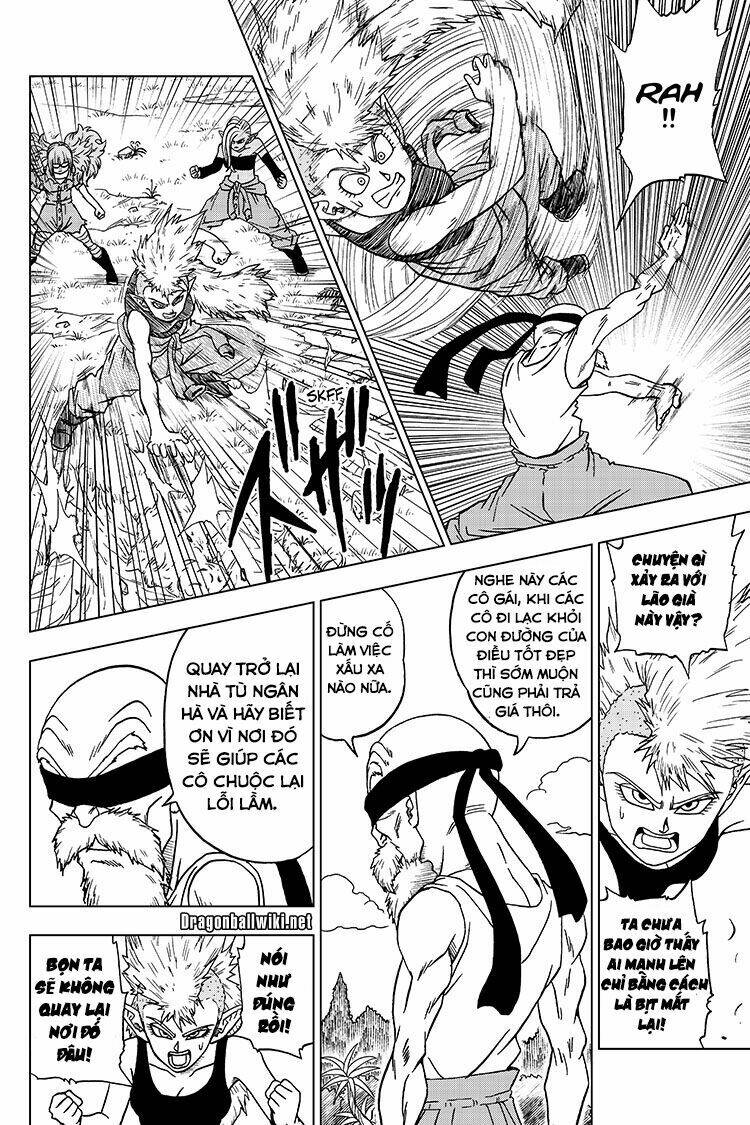 RAH
!!
SKFF
ズザザッ
CHUYỆN GÌ
XẢY RA VỚI
LÃO GIÀ
NÀY VẬY?
NGHE NÀY CÁC
CÔ GÁI, KHI CÁC
CÔ ĐI LẠC KHỎI
CON ĐƯỜNG CỦA
ĐIỀU TỐT ĐẸP
THÌ SỚM MUỘN
CŨNG PHẢI TRẢ
GIÁ THÔI.
ĐỪNG CỐ
LÀM VIỆC
XẤU XA
NÀO NỮA.
QUAY TRỞ LẠI
NHÀ TÙ NGÂN
HÀ VÀ HÃY BIẾT
ƠN VÌ NƠI ĐÓ
SẼ GIÚP CÁC
CÔ CHUỘC LẠI
LỖI LẦM.
TA CHƯA
BAO GIỜ THẤY
AI MẠNH LÊN
CHỈ BẰNG CÁCH
LÀ BỊT MẮT
LẠI!
Dragonballwiki.net
NÓI
NHƯ
ĐÚNG
RỒI!
BỌN TA
SẼ KHÔNG
QUAY LẠI
NƠI ĐÓ
ĐÂU!